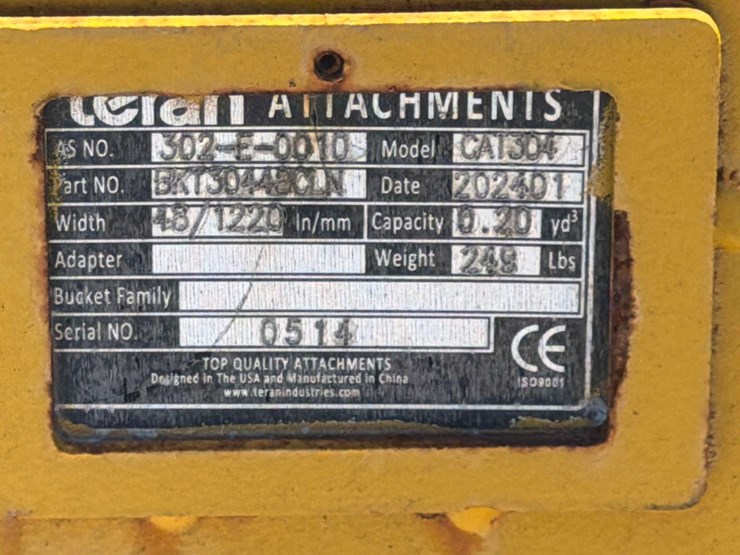 teran ATTACHMENTS
AS NO. 302-E-0010 Model CAT304
Part NO. BKT30448CLN Date 202401
Width 48/1220 In/mm Capacity 0.20 yd³
Adapter Weight 249 Lbs
Bucket Family
Serial NO. 0514
CE
ISO9001
TOP QUALITY ATTACHMENTS
Designed in The USA and Manufactured in China
www.teranindustries.com